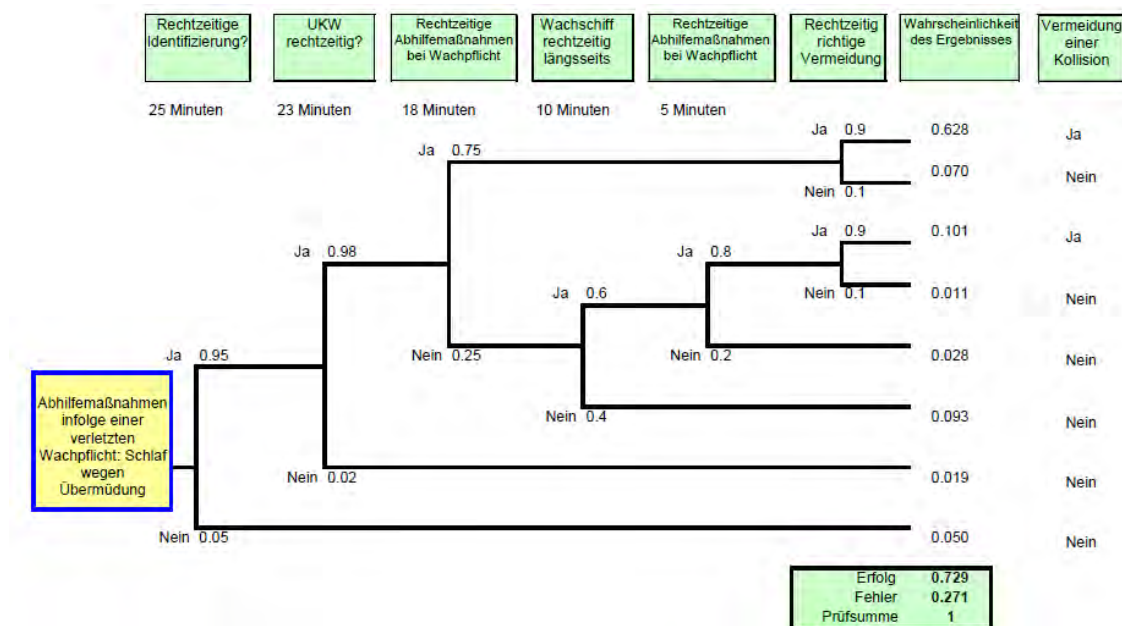 Rechtzeitige
Identifizierung?
UKW
rechtzeitig?
Rechtzeitige
Abhilfemaßnahmen
bei Wachpflicht
Wachschiff
rechtzeitig
längsseits
Rechtzeitige
Abhilfemaßnahmen
bei Wachpflicht
Rechtzeitig
richtige
Vermeidung
Wahrscheinlichkeit
des Ergebnisses
Vermeidung
einer
Kollision
25 Minuten 23 Minuten 18 Minuten 10 Minuten 5 Minuten
Ja 0.9 0.628 Ja
Ja 0.75
0.070 Nein
Nein 0.1
Ja 0.9 0.101 Ja
Ja 0.98
Ja 0.8
Nein 0.1 0.011 Nein
Ja 0.6
Ja 0.95
Nein 0.25
Nein 0.2
0.028 Nein
Nein 0.4
0.093 Nein
Abhilfemaßnahmen
infolge einer
verletzten
Wachpflicht: Schlaf
wegen
Übermüdung
Nein 0.02
0.019 Nein
Nein 0.05
0.050 Nein
Erfolg 0.729
Fehler 0.271
Prüfsumme 1